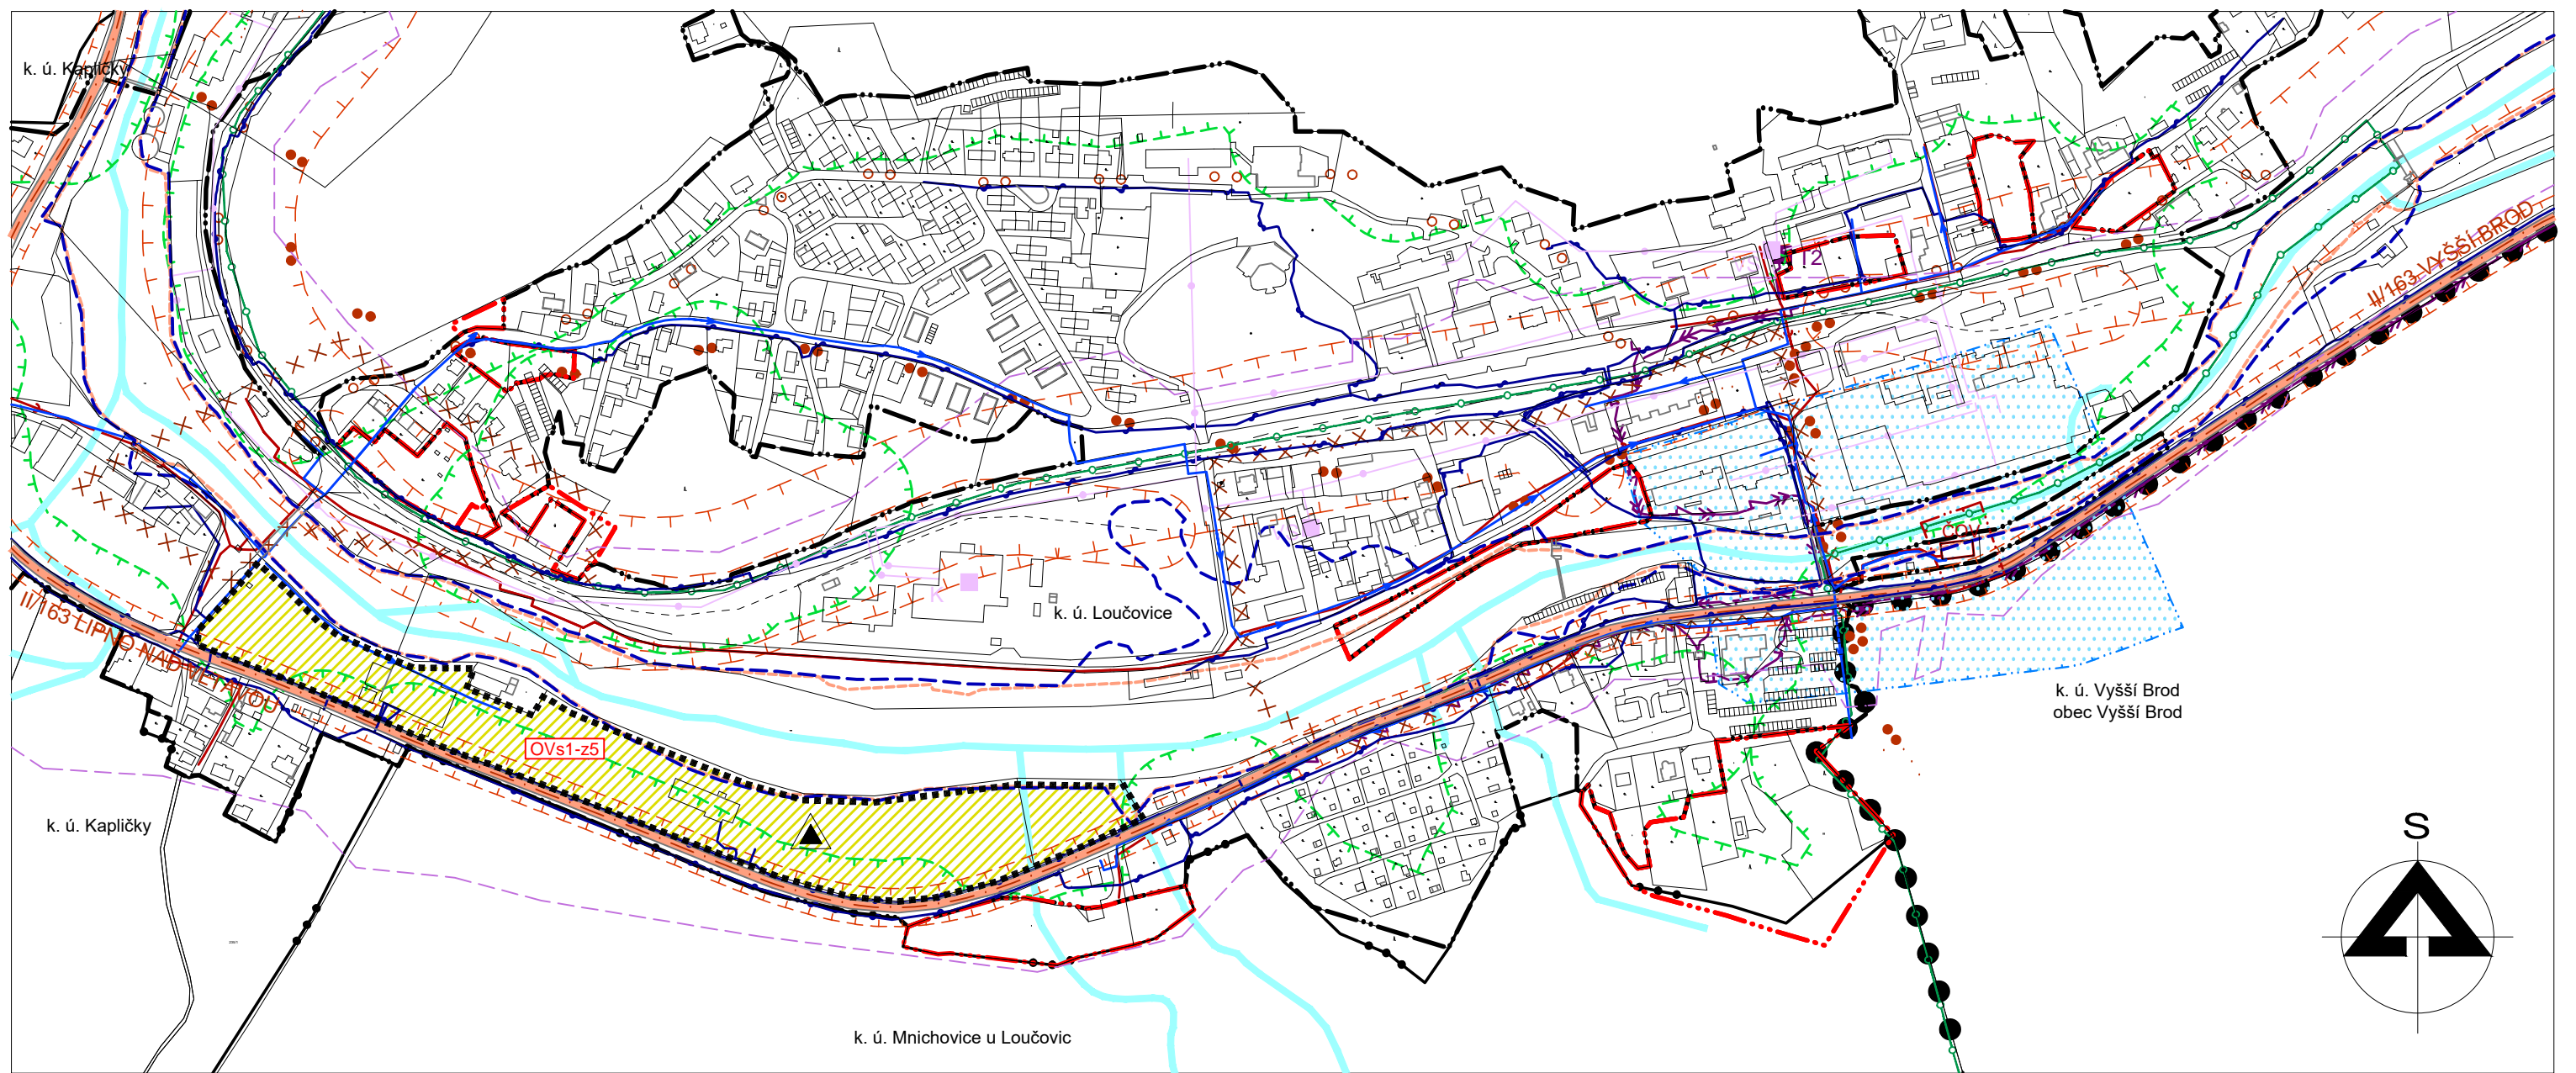 k. ú. Kapličky
II/163 VYŠŠÍ BROD
T2
ČOV
II/163 LIPNO NAD VLTAVOU
k. ú. Loučovice
K
k. ú. Vyšší Brod
obec Vyšší Brod
OVs1-z5
k. ú. Kapličky
S
k. ú. Mnichovice u Loučovic